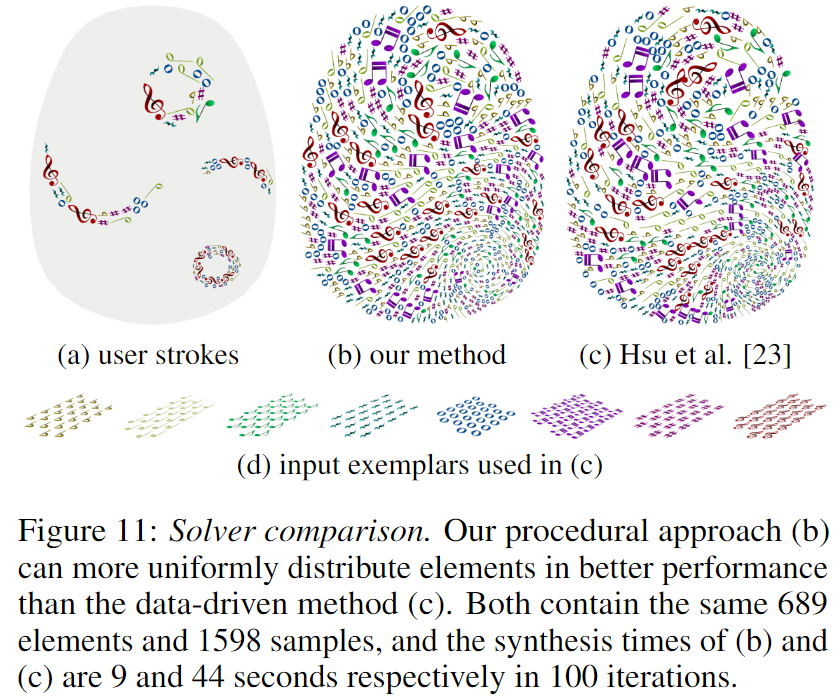 (a) user strokes
(b) our method
(c) Hsu et al. [23]
(d) input exemplars used in (c)
Figure 11: Solver comparison. Our procedural approach (b)
can more uniformly distribute elements in better performance
than the data-driven method (c). Both contain the same 689
elements and 1598 samples, and the synthesis times of (b) and
(c) are 9 and 44 seconds respectively in 100 iterations.